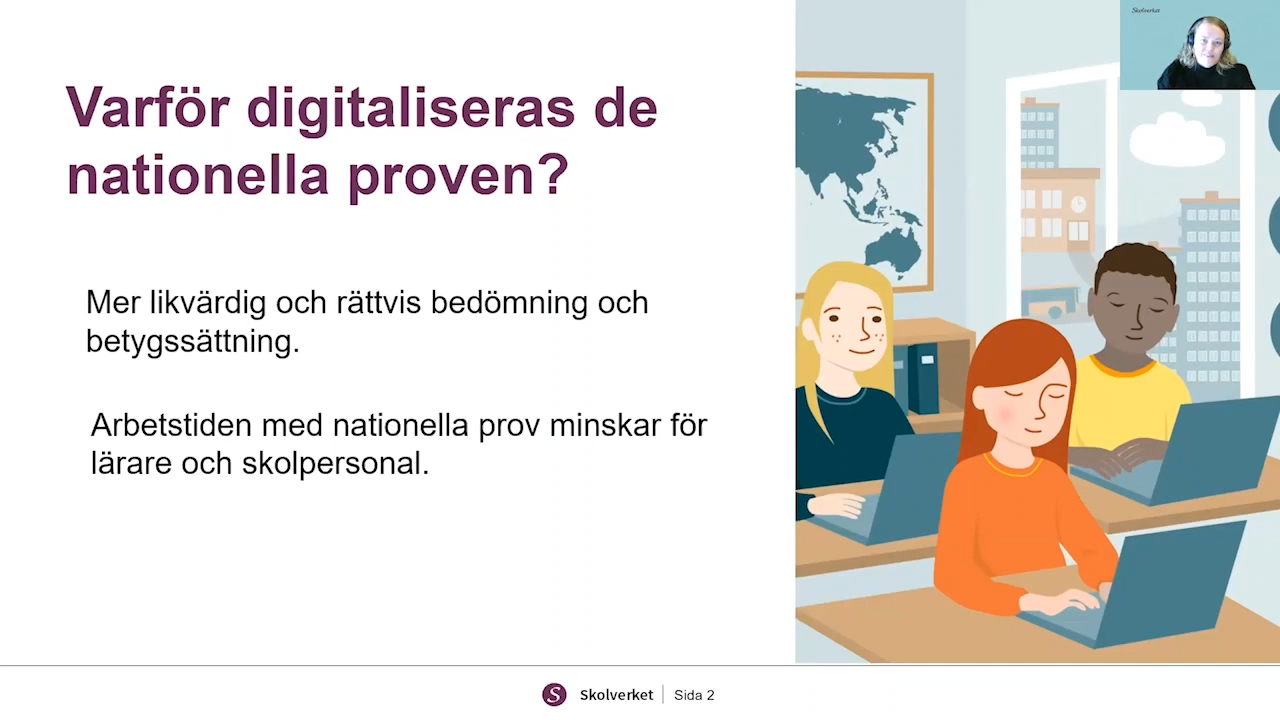 Skolverket
Varför digitaliseras de
nationella proven?
Mer likvärdig och rättvis bedömning och
betygssättning.
Arbetstiden med nationella prov minskar för
lärare och skolpersonal.
S Skolverket Sida 2